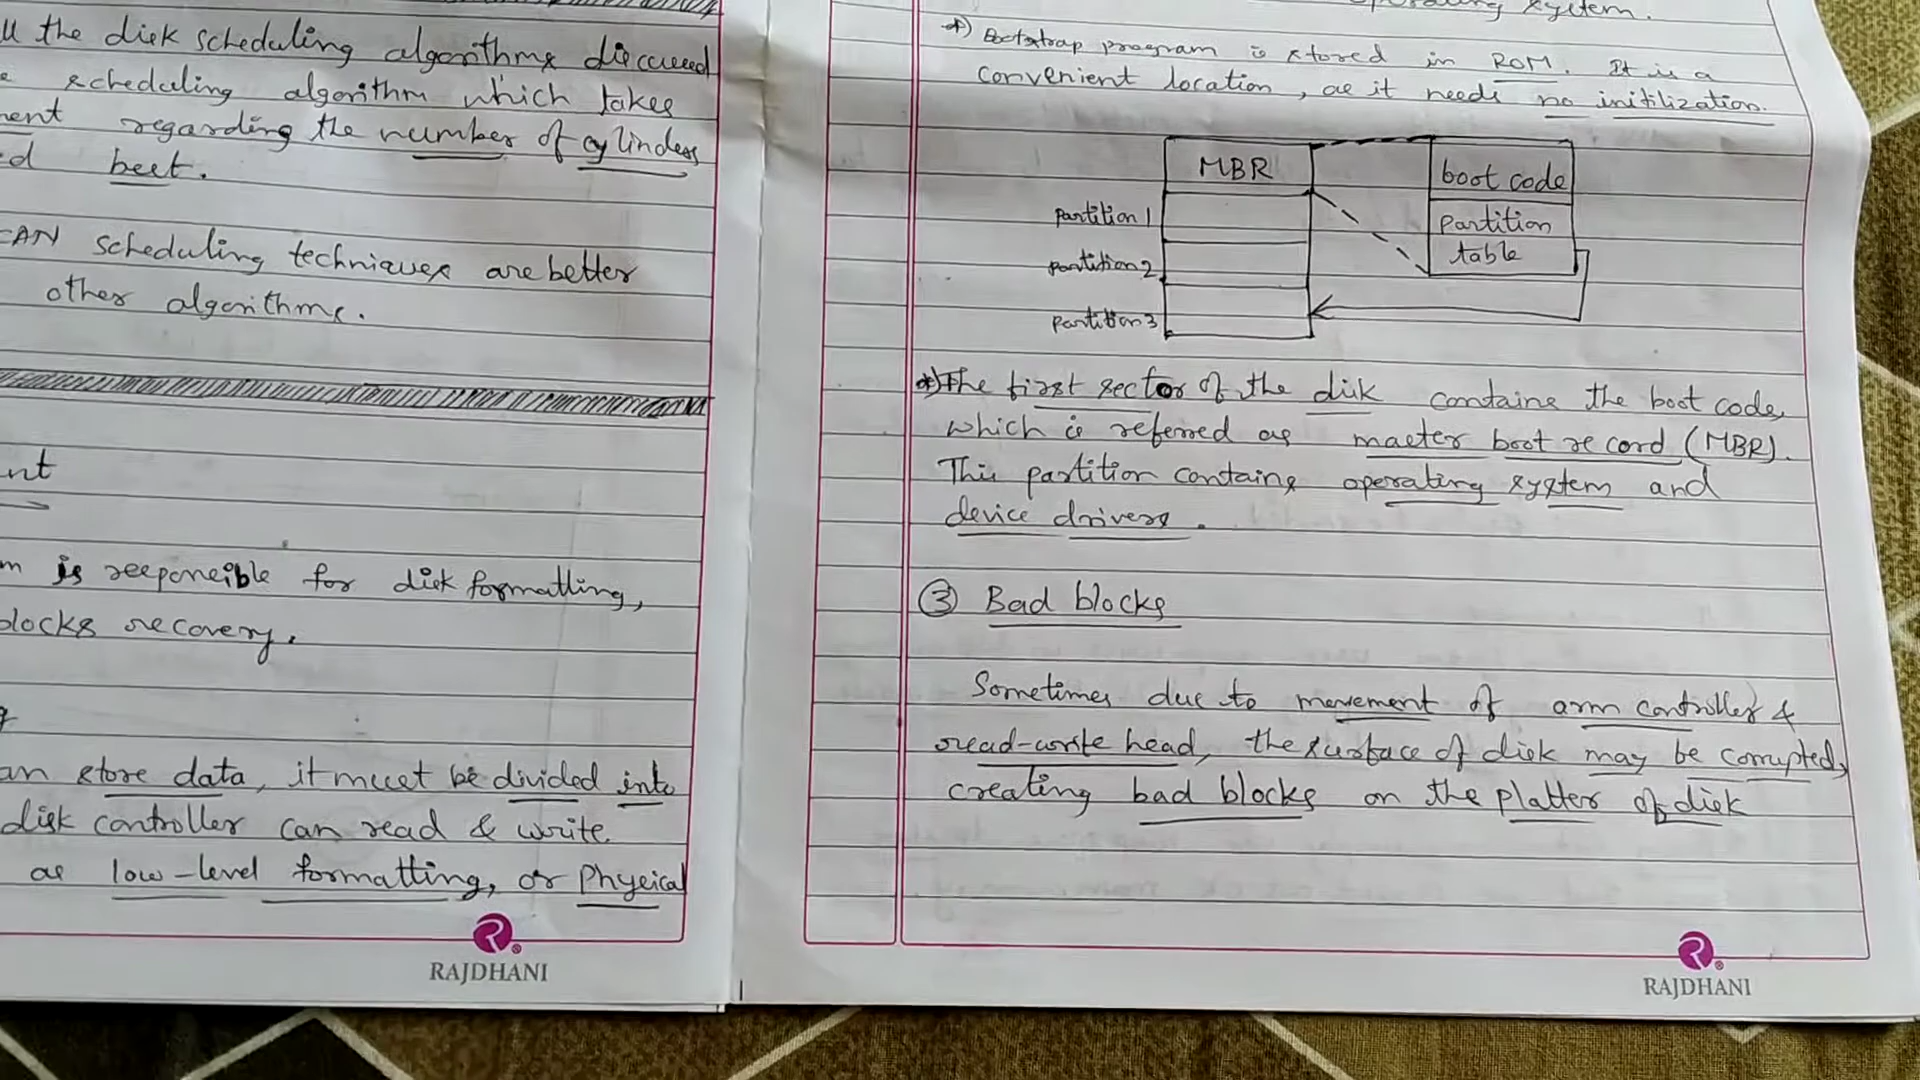 ll the disk scheduling algorithms discussed
scheduling algorithm which takes
ment regarding the number of cylinders
ed best.
CAN scheduling techniques are better
other algorithms.
nt
m is responsible for disk formatting,
blocks recovery.
g
an store data, it must be divided into
disk controller can read & write.
as low-level formatting, or Physical
RAJDHANI
operating system.
*) Bootstrap program is stored in ROM. It is a
convenient location, as it needs no initilization.
MBR
boot code
partition 1
partition
table
partition 2
partition 3
*) The first sector of the disk contains the boot code,
which is referred as master boot record (MBR).
This partition contains operating system and
device drivers.
③ Bad blocks
Sometimes due to movement of arm controller &
read-write head, the surface of disk may be corrupted,
creating bad blocks on the platter of disk
RAJDHANI